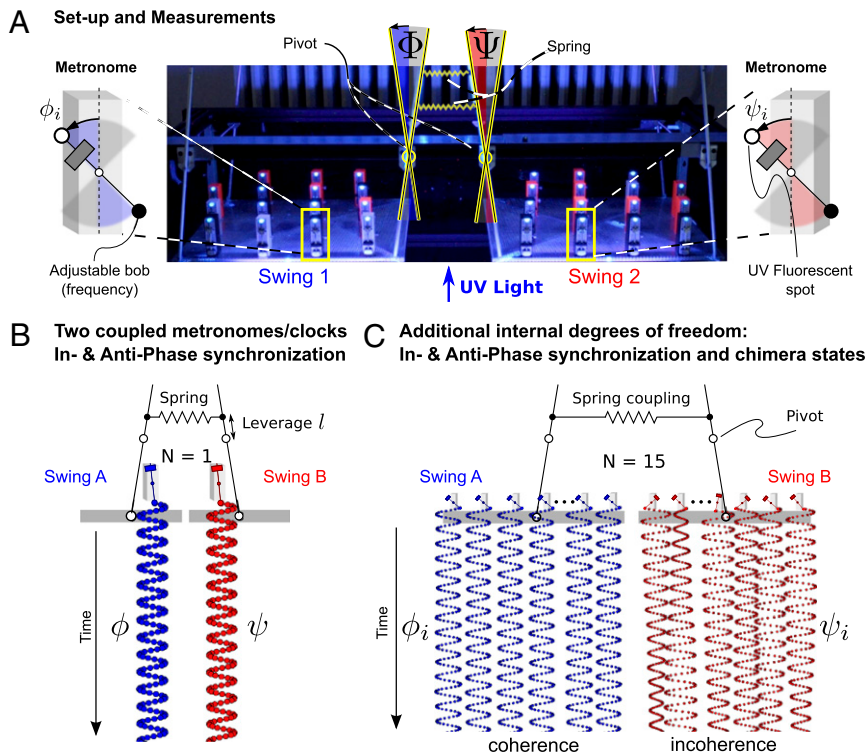 A Set-up and Measurements
Pivot
Φ
Ψ
Spring
Metronome
Metronome
ϕi
ψi
Adjustable bob
(frequency)
Swing 1
UV Light
Swing 2
UV Fluorescent
spot
B Two coupled metronomes/clocks
In- & Anti-Phase synchronization
C Additional internal degrees of freedom:
In- & Anti-Phase synchronization and chimera states
Spring
Leverage l
N = 1
Swing A
Swing B
Time
ϕ
ψ
Spring coupling
Pivot
N = 15
Swing A
Swing B
Time
ϕi
ψi
coherence
incoherence